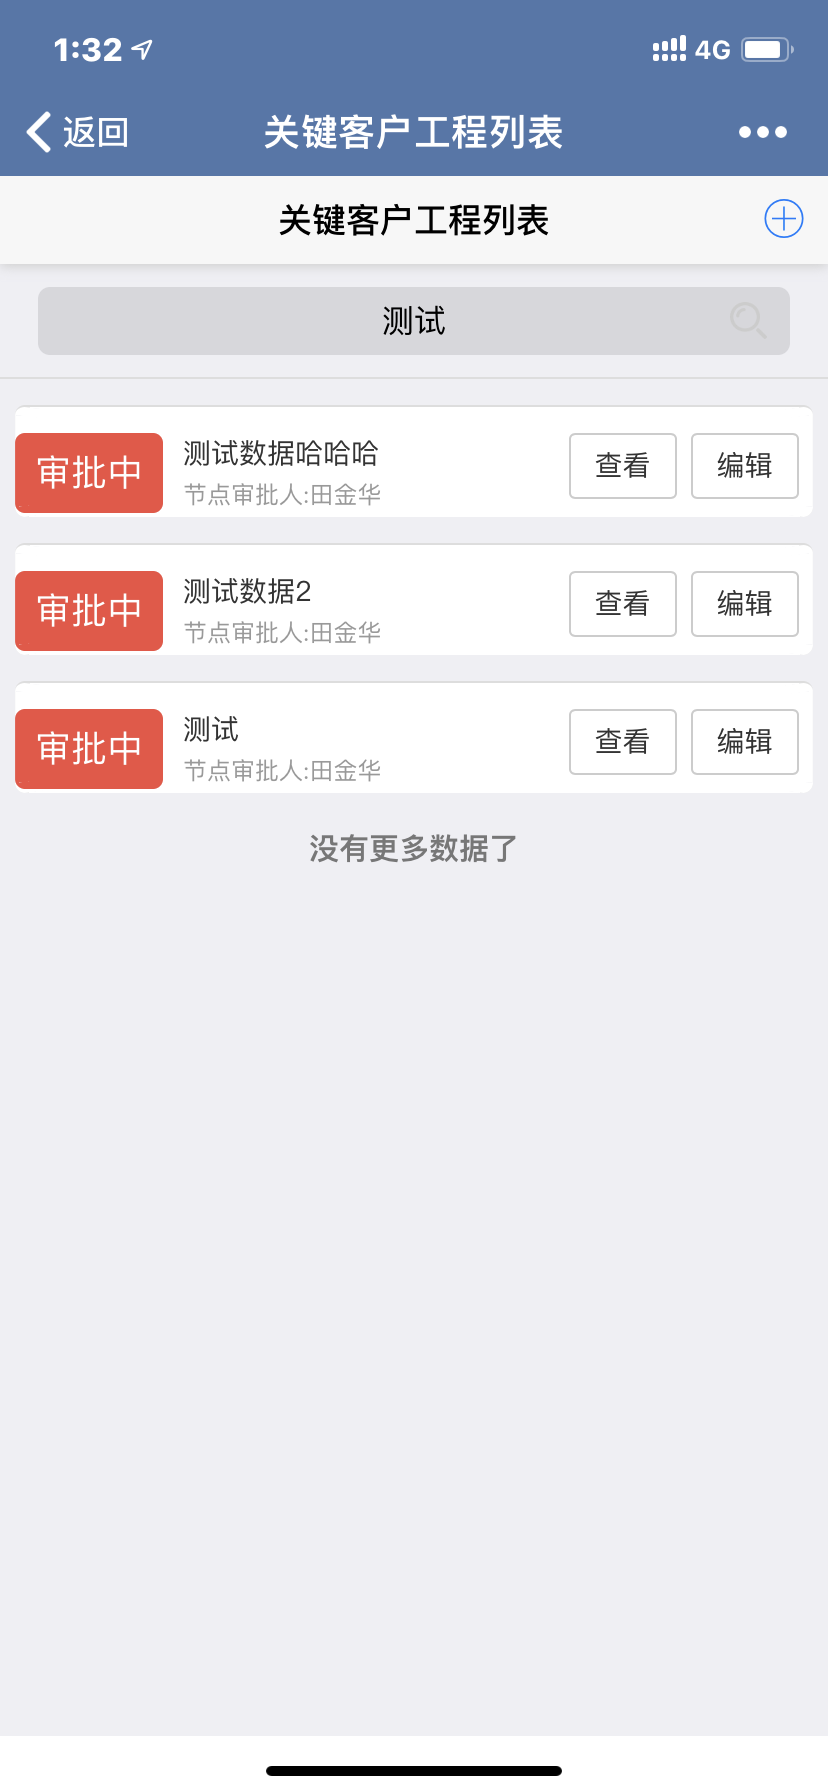 1:32
4G
返回
关键客户工程列表
关键客户工程列表
测试
审批中
测试数据哈哈哈
节点审批人:田金华
查看
编辑
审批中
测试数据2
节点审批人:田金华
查看
编辑
审批中
测试
节点审批人:田金华
查看
编辑
没有更多数据了